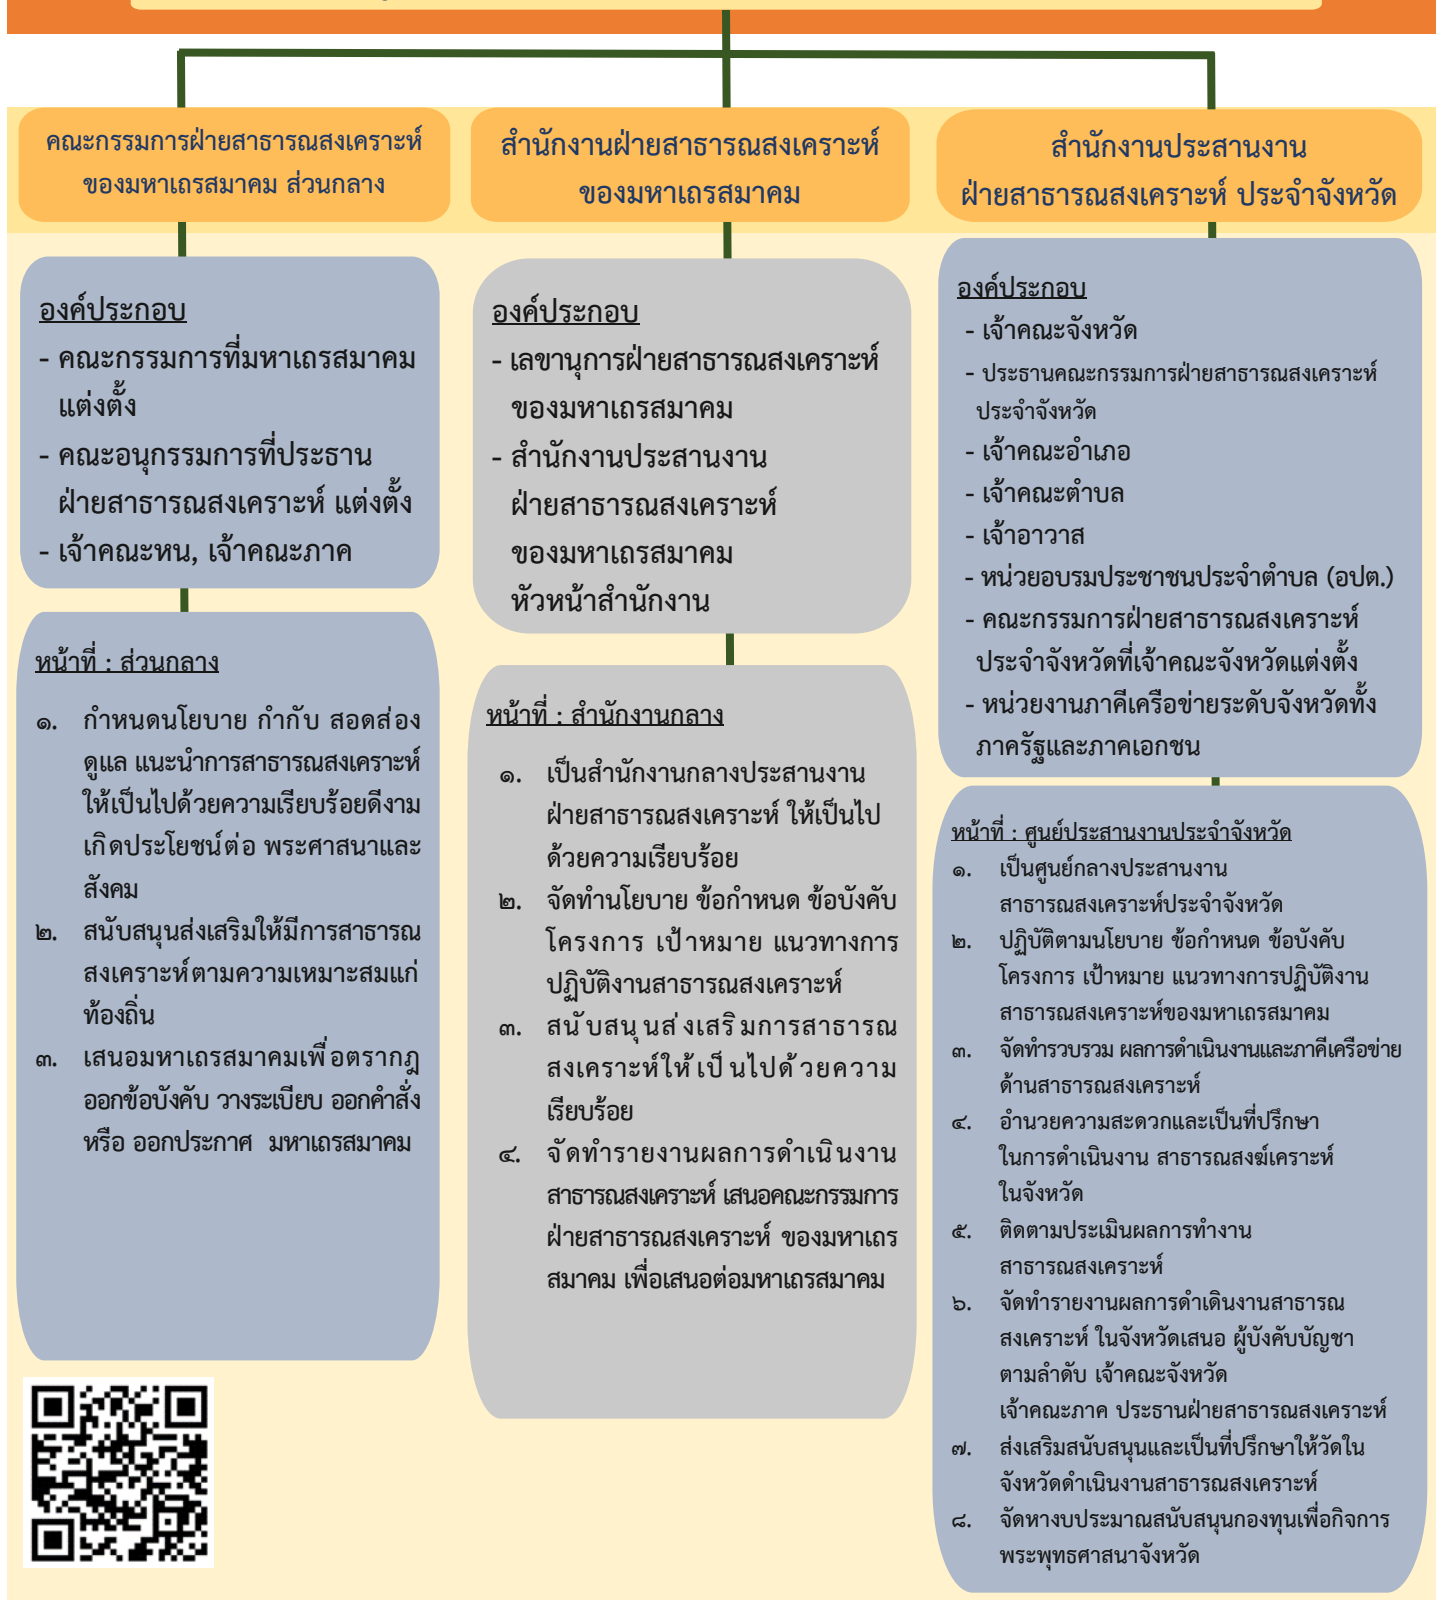 คณะกรรมการฝ่ายสาธารณสงเคราะห์
ของมหาเถรสมาคม ส่วนกลาง
องค์ประกอบ
- คณะกรรมการที่มหาเถรสมาคม
แต่งตั้ง
- คณะอนุกรรมการที่ประธาน
ฝ่ายสาธารณสงเคราะห์ แต่งตั้ง
- เจ้าคณะหน, เจ้าคณะภาค
หน้าที่ : ส่วนกลาง
๑. กำหนดนโยบาย กำกับ สอดส่อง
ดูแล แนะนำการสาธารณสงเคราะห์
ให้เป็นไปด้วยความเรียบร้อยดีงาม
เกิดประโยชน์ต่อ พระศาสนาและ
สังคม
๒. สนับสนุนส่งเสริมให้มีการสาธารณ
สงเคราะห์ตามความเหมาะสมแก่
ท้องถิ่น
๓. เสนอมหาเถรสมาคมเพื่อตรากฎ
ออกข้อบังคับ วางระเบียบ ออกคำสั่ง
หรือ ออกประกาศ มหาเถรสมาคม
สำนักงานฝ่ายสาธารณสงเคราะห์
ของมหาเถรสมาคม
องค์ประกอบ
- เลขานุการฝ่ายสาธารณสงเคราะห์
ของมหาเถรสมาคม
- สำนักงานประสานงาน
ฝ่ายสาธารณสงเคราะห์
ของมหาเถรสมาคม
หัวหน้าสำนักงาน
หน้าที่ : สำนักงานกลาง
๑. เป็นสำนักงานกลางประสานงาน
ฝ่ายสาธารณสงเคราะห์ ให้เป็นไป
ด้วยความเรียบร้อย
๒. จัดทำนโยบาย ข้อกำหนด ข้อบังคับ
โครงการ เป้าหมาย แนวทางการ
ปฏิบัติงานสาธารณสงเคราะห์
๓. สนับสนุนส่งเสริมการสาธารณ
สงเคราะห์ให้เป็นไปด้วยความ
เรียบร้อย
๔. จัดทำรายงานผลการดำเนินงาน
สาธารณสงเคราะห์ เสนอคณะกรรมการ
ฝ่ายสาธารณสงเคราะห์ ของมหาเถร
สมาคม เพื่อเสนอต่อมหาเถรสมาคม
สำนักงานประสานงาน
ฝ่ายสาธารณสงเคราะห์ ประจำจังหวัด
องค์ประกอบ
- เจ้าคณะจังหวัด
- ประธานคณะกรรมการฝ่ายสาธารณสงเคราะห์
ประจำจังหวัด
- เจ้าคณะอำเภอ
- เจ้าคณะตำบล
- เจ้าอาวาส
- หน่วยอบรมประชาชนประจำตำบล (อปต.)
- คณะกรรมการฝ่ายสาธารณสงเคราะห์
ประจำจังหวัดที่เจ้าคณะจังหวัดแต่งตั้ง
- หน่วยงานภาคีเครือข่ายระดับจังหวัดทั้ง
ภาครัฐและภาคเอกชน
หน้าที่ : ศูนย์ประสานงานประจำจังหวัด
๑. เป็นศูนย์กลางประสานงาน
สาธารณสงเคราะห์ประจำจังหวัด
๒. ปฏิบัติตามนโยบาย ข้อกำหนด ข้อบังคับ
โครงการ เป้าหมาย แนวทางการปฏิบัติงาน
สาธารณสงเคราะห์ของมหาเถรสมาคม
๓. จัดทำรวบรวม ผลการดำเนินงานและภาคีเครือข่าย
ด้านสาธารณสงเคราะห์
๔. อำนวยความสะดวกและเป็นที่ปรึกษา
ในการดำเนินงาน สาธารณสงฆ์เคราะห์
ในจังหวัด
๕. ติดตามประเมินผลการทำงาน
สาธารณสงเคราะห์
๖. จัดทำรายงานผลการดำเดินงานสาธารณ
สงเคราะห์ ในจังหวัดเสนอ ผู้บังคับบัญชา
ตามลำดับ เจ้าคณะจังหวัด
เจ้าคณะภาค ประธานฝ่ายสาธารณสงเคราะห์
๗. ส่งเสริมสนับสนุนและเป็นที่ปรึกษาให้วัดใน
จังหวัดดำเนินงานสาธารณสงเคราะห์
๘. จัดหางบประมาณสนับสนุนกองทุนเพื่อกิจการ
พระพุทธศาสนาจังหวัด